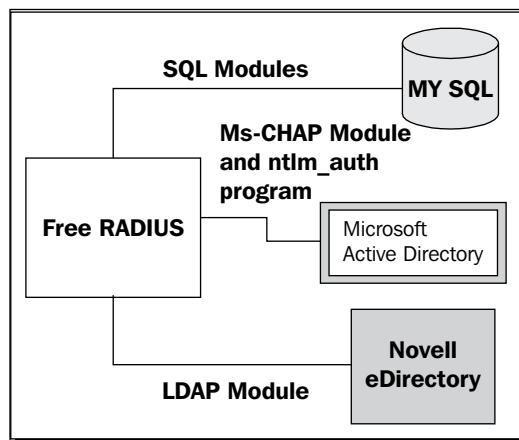 SQL Modules
MY SQL
Ms-CHAP Module
and ntlm_auth
program
Free RADIUS
Microsoft
Active Directory
Novell
eDirectory
LDAP Module